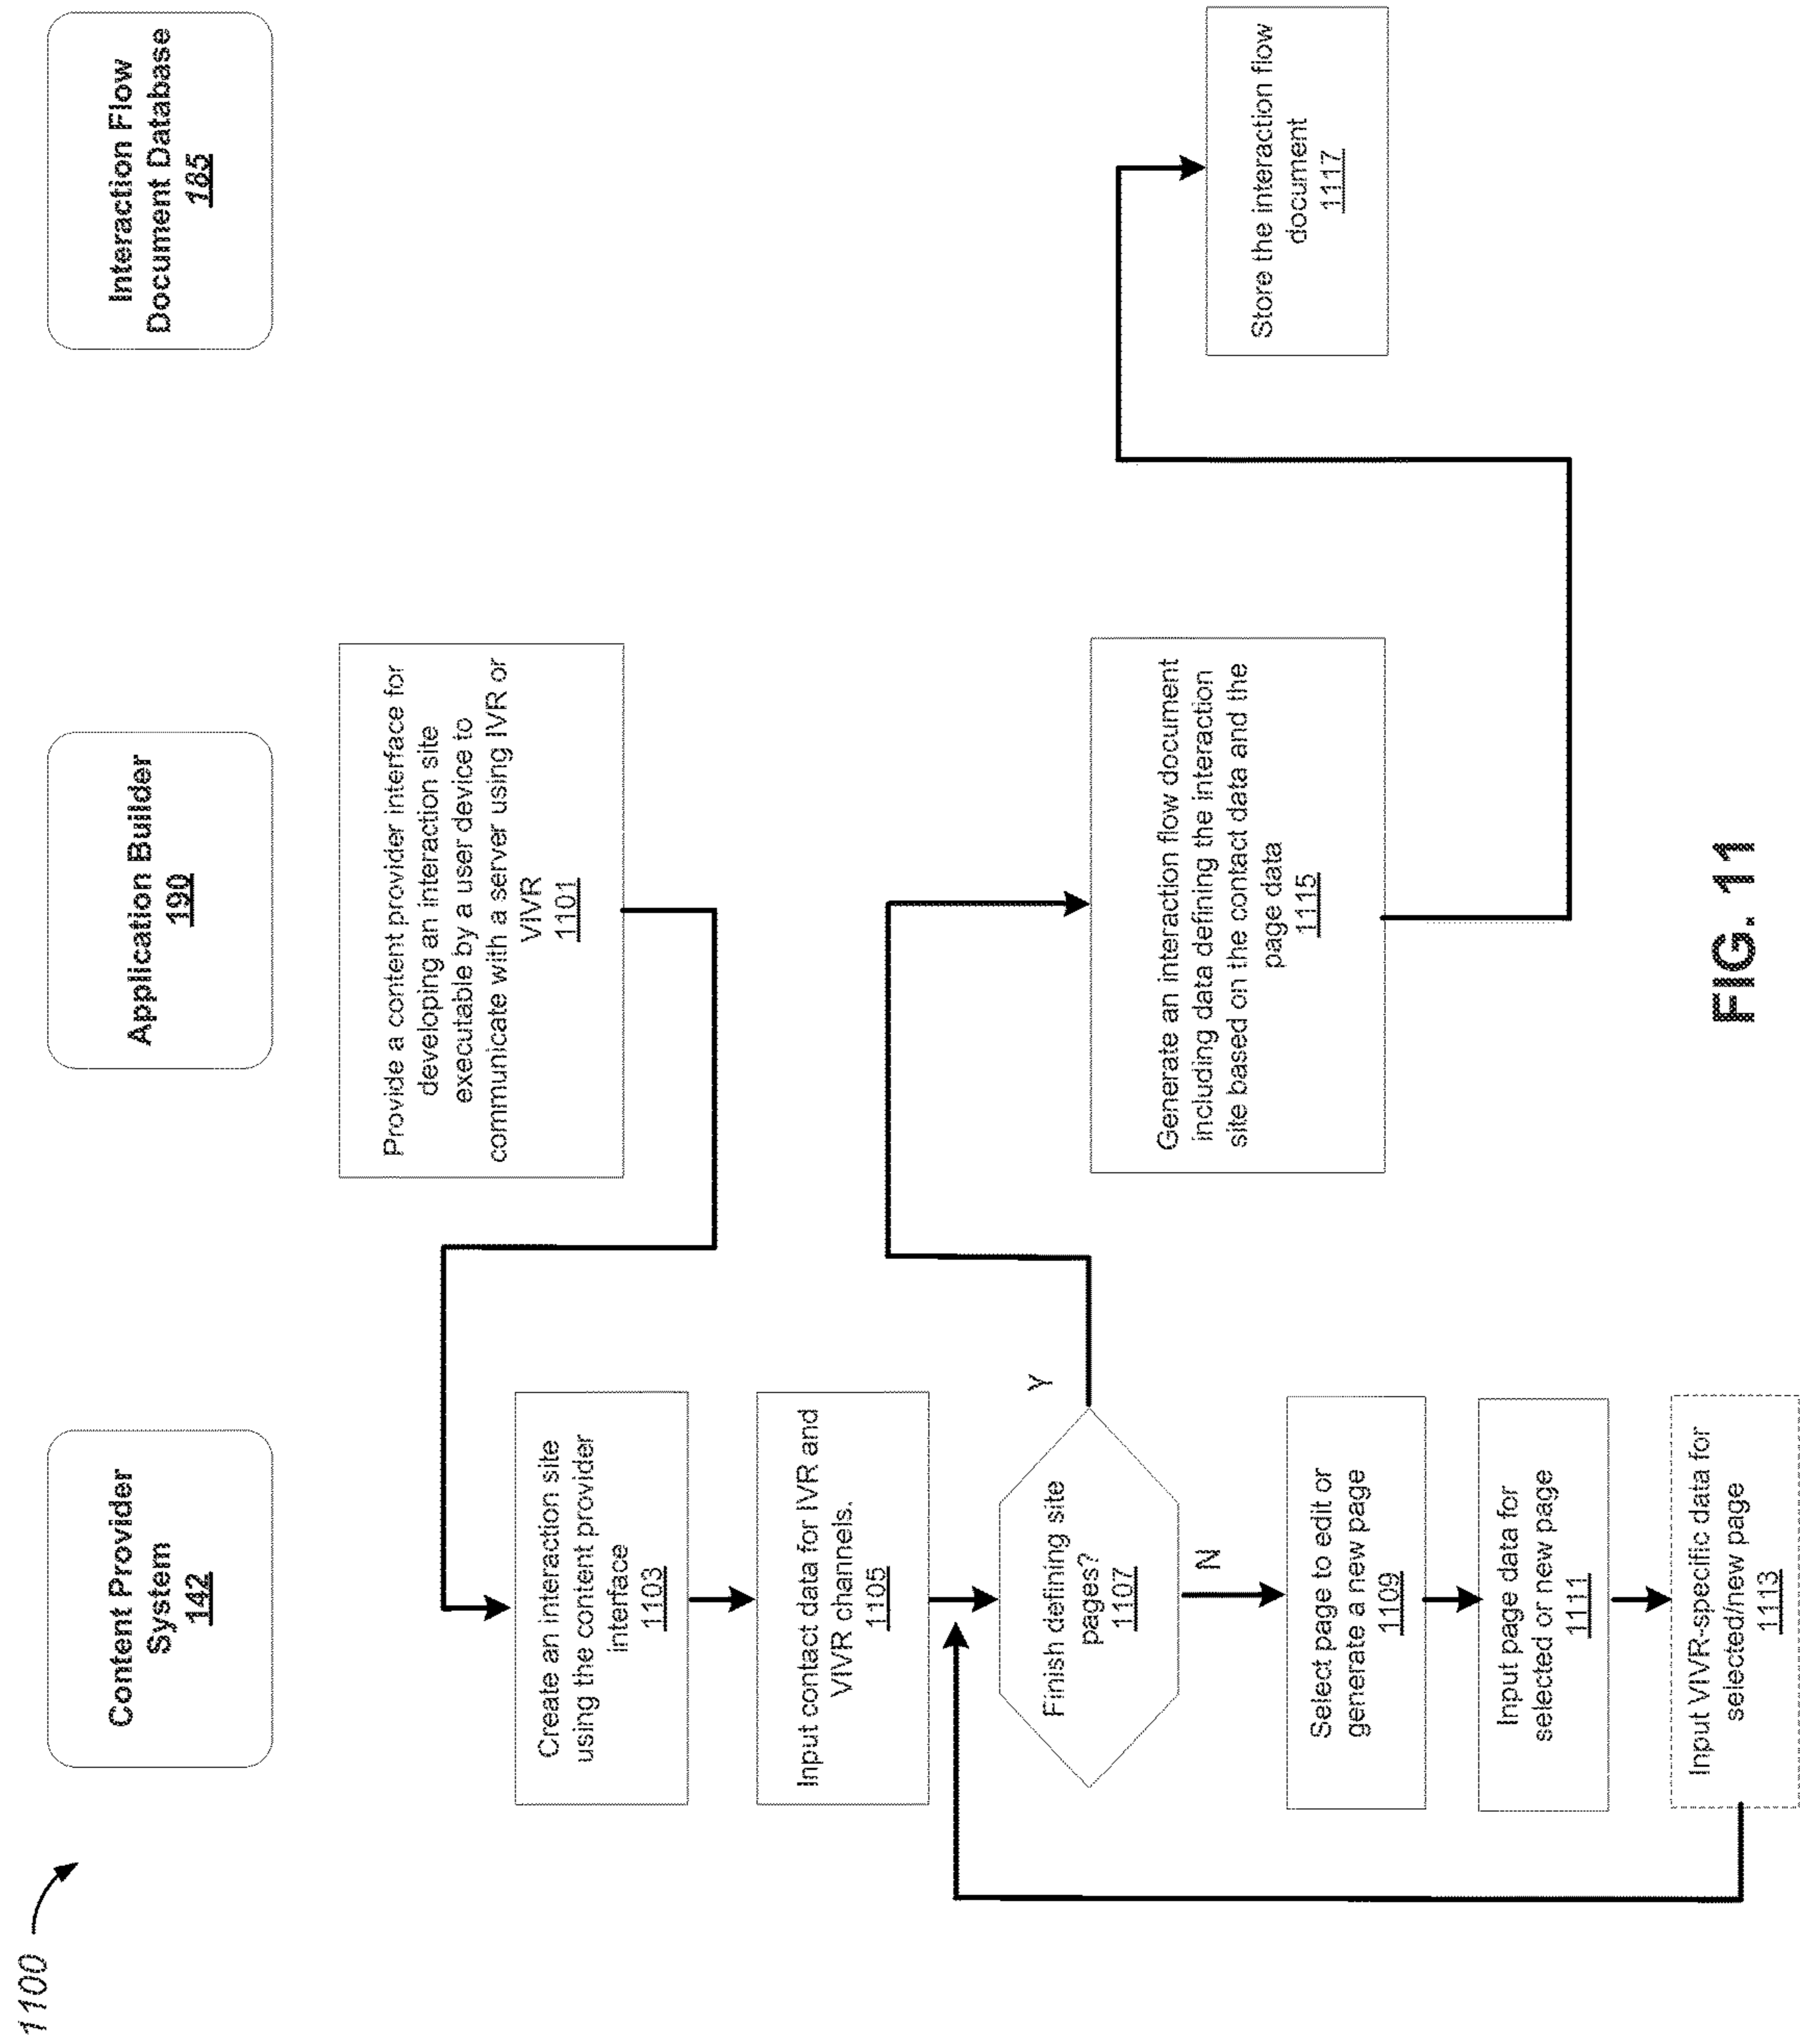 1100
Content Provider
System
142
Application Builder
190
Interaction Flow
Document Database
185
Provide a content provider interface for
developing an interaction site
executable by a user device to
communicate with a server using IVR or
VIVR
1101
Create an interaction site
using the content provider
interface
1103
Input contact data for IVR and
VIVR channels.
1105
Finish defining site
pages?
1107
Y
N
Select page to edit or
generate a new page
1109
Input page data for
selected or new page
1111
Input VIVR-specific data for
selected/new page
1113
Generate an interaction flow document
including data defining the interaction
site based on the contact data and the
page data
1115
Store the interaction flow
document
1117
FIG. 11